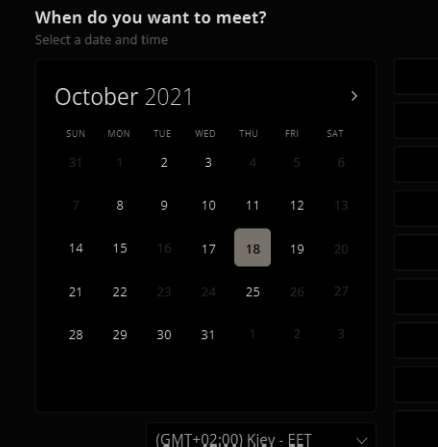 When do you want to meet?
Select a date and time
October 2021
SUN MON TUE WED THU FRI SAT
31 1 2 3 4 5 6
7 8 9 10 11 12 13
14 15 16 17 18 19 20
21 22 23 24 25 26 27
28 29 30 31 1 2 3
(GMT+02:00) Kiev - EET